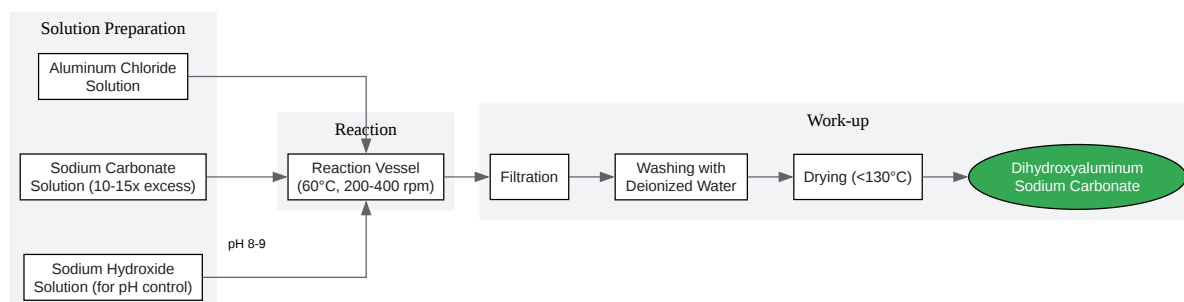 Solution Preparation
Aluminum Chloride
Solution
Sodium Carbonate
Solution (10-15x excess)
Sodium Hydroxide
Solution (for pH control)
pH 8-9
Reaction
Reaction Vessel
(60°C, 200-400 rpm)
Work-up
Filtration
Washing with
Deionized Water
Drying (<130°C)
Dihydroxyaluminum
Sodium Carbonate